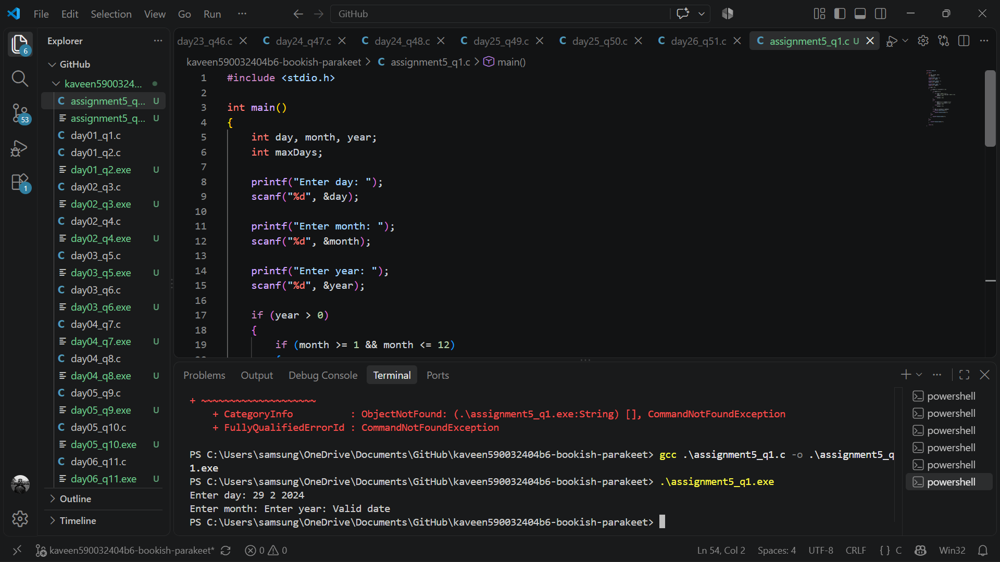 File Edit Selection View Go Run ···
GitHub
Explorer ···
GitHub
kaveen5900324...
assignment5_q... U
assignment5_q... U
day01_q1.c
day01_q2.c
day01_q2.exe U
day02_q3.c
day02_q3.exe U
day02_q4.c
day02_q4.exe U
day03_q5.c
day03_q5.exe U
day03_q6.c
day03_q6.exe U
day04_q7.c
day04_q7.exe U
day04_q8.c
day04_q8.exe U
day05_q9.c
day05_q9.exe U
day05_q10.c
day05_q10.exe U
day06_q11.c
day06_q11.exe U
Outline
Timeline
6
53
1
day23_q46.c C day24_q47.c C day24_q48.c C day25_q49.c C day25_q50.c C day26_q51.c C assignment5_q1.c U
kaveen590032404b6-bookish-parakeet > C assignment5_q1.c > main()
1 #include <stdio.h>
2
3 int main()
4 {
5 int day, month, year;
6 int maxDays;
7
8 printf("Enter day: ");
9 scanf("%d", &day);
10
11 printf("Enter month: ");
12 scanf("%d", &month);
13
14 printf("Enter year: ");
15 scanf("%d", &year);
16
17 if (year > 0)
18 {
19 if (month >= 1 && month <= 12)
Problems Output Debug Console Terminal Ports
+ ~~~~~~~~~~~~~~~~~~~~
+ CategoryInfo : ObjectNotFound: (.\assignment5_q1.exe:String) [], CommandNotFoundException
+ FullyQualifiedErrorId : CommandNotFoundException
PS C:\Users\samsung\OneDrive\Documents\GitHub\kaveen590032404b6-bookish-parakeet> gcc .\assignment5_q1.c -o .\assignment5_q
1.exe
PS C:\Users\samsung\OneDrive\Documents\GitHub\kaveen590032404b6-bookish-parakeet> .\assignment5_q1.exe
Enter day: 29 2 2024
Enter month: Enter year: Valid date
PS C:\Users\samsung\OneDrive\Documents\GitHub\kaveen590032404b6-bookish-parakeet>
powershell
powershell
powershell
powershell
powershell
powershell
kaveen590032404b6-bookish-parakeet* 0 0 Ln 54, Col 2 Spaces: 4 UTF-8 CRLF { } C Win32